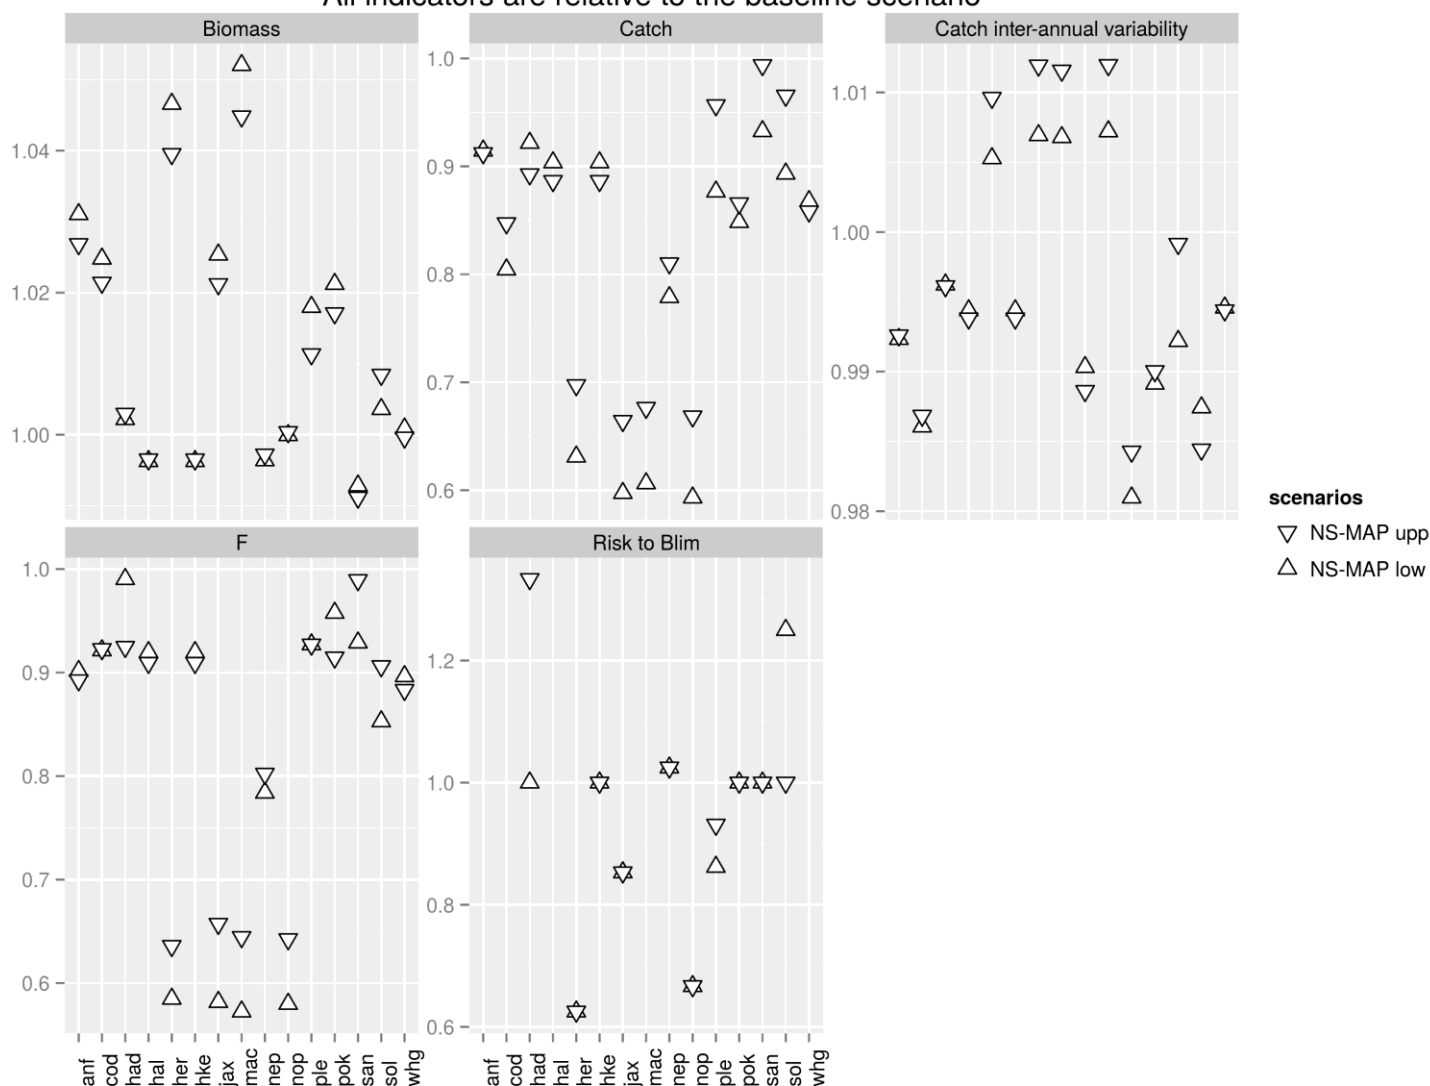 All indicators are relative to the baseline scenario
Biomass
Catch
Catch inter-annual variability
1.04
1.02
1.00
1.0
0.9
0.8
0.7
0.6
1.01
1.00
0.99
0.98
scenarios
NS-MAP upp
NS-MAP low
F
Risk to Blim
1.0
0.9
0.8
0.7
0.6
1.2
1.0
0.8
0.6
anf
cod
had
hal
her
hke
jax
mac
nep
nop
ple
pok
san
sol
whg
anf
cod
had
hal
her
hke
jax
mac
nep
nop
ple
pok
san
sol
whg